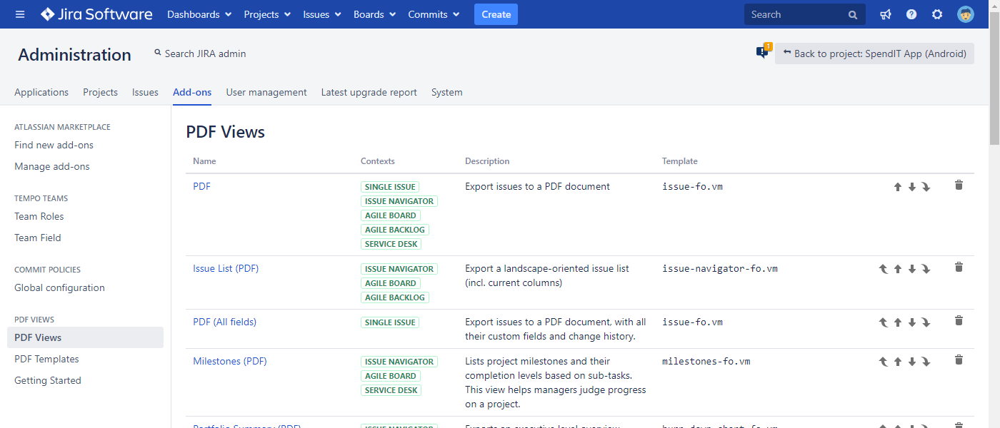 Jira Software Dashboards Projects Issues Boards Commits Create Search
Administration Search JIRA admin 1 Back to project: SpendIT App (Android)
Applications Projects Issues Add-ons User management Latest upgrade report System
ATLASSIAN MARKETPLACE
Find new add-ons
Manage add-ons
TEMPO TEAMS
Team Roles
Team Field
COMMIT POLICIES
Global configuration
PDF VIEWS
PDF Views
PDF Templates
Getting Started
PDF Views
Name Contexts Description Template
PDF SINGLE ISSUE Export issues to a PDF document issue-fo.vm
ISSUE NAVIGATOR
AGILE BOARD
AGILE BACKLOG
SERVICE DESK
Issue List (PDF) ISSUE NAVIGATOR Export a landscape-oriented issue list issue-navigator-fo.vm
AGILE BOARD (incl. current columns)
AGILE BACKLOG
PDF (All fields) SINGLE ISSUE Export issues to a PDF document, with all issue-fo.vm
their custom fields and change history.
Milestones (PDF) ISSUE NAVIGATOR Lists project milestones and their milestones-fo.vm
AGILE BOARD completion levels based on sub-tasks.
SERVICE DESK This view helps managers judge progress
on a project.
Portfolio Summary (PDF) ISSUE NAVIGATOR Exports an executive level overview burn-down-chart-fo.vm